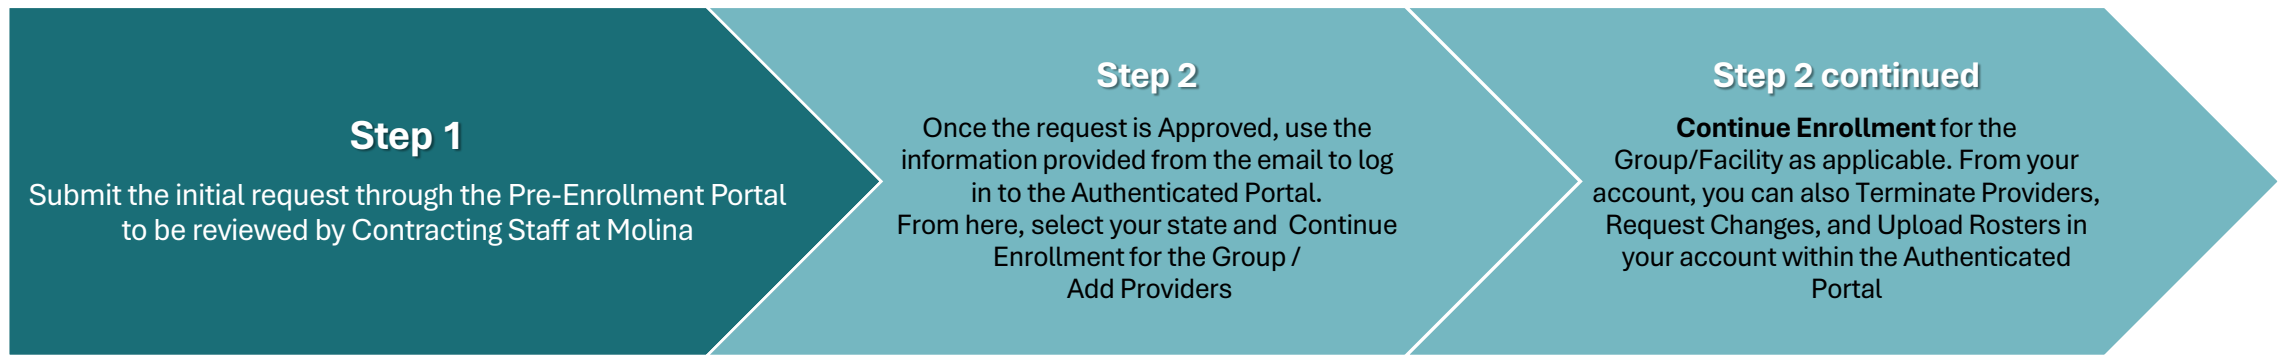 Step 1
Submit the initial request through the Pre-Enrollment Portal
to be reviewed by Contracting Staff at Molina
Step 2
Once the request is Approved, use the
information provided from the email to log
in to the Authenticated Portal.
From here, select your state and  Continue
Enrollment for the Group /
Add Providers
Step 2 continued
Continue Enrollment for the
Group/Facility as applicable. From your
account, you can also Terminate Providers,
Request Changes, and Upload Rosters in
your account within the Authenticated
Portal